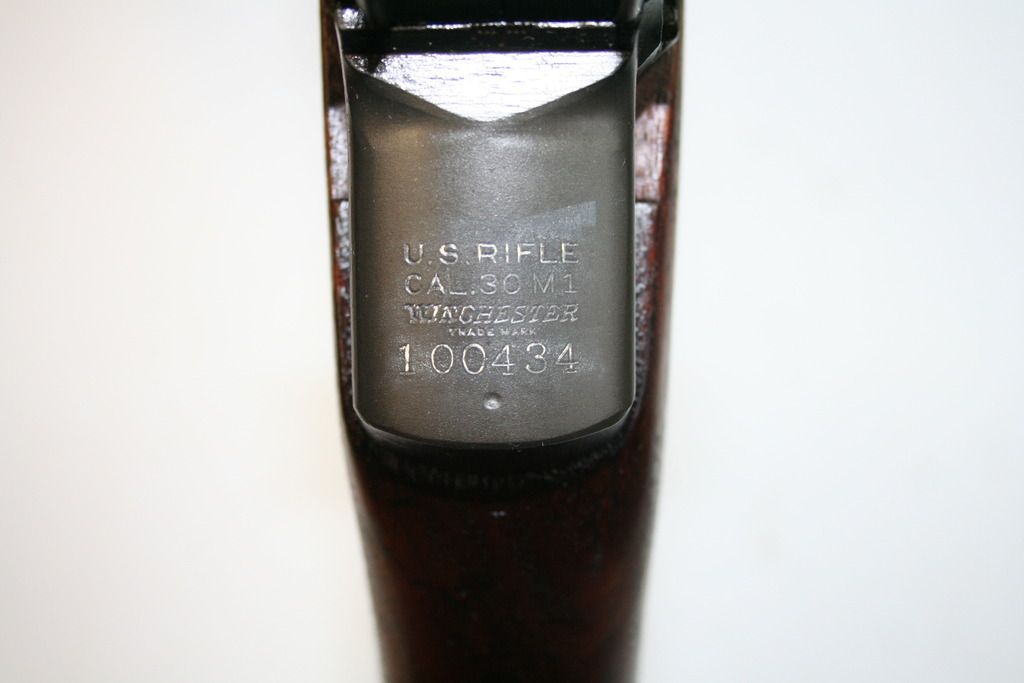 U.S. RIFLE
CAL. .30 M1
WINCHESTER
TRADE MARK
100434